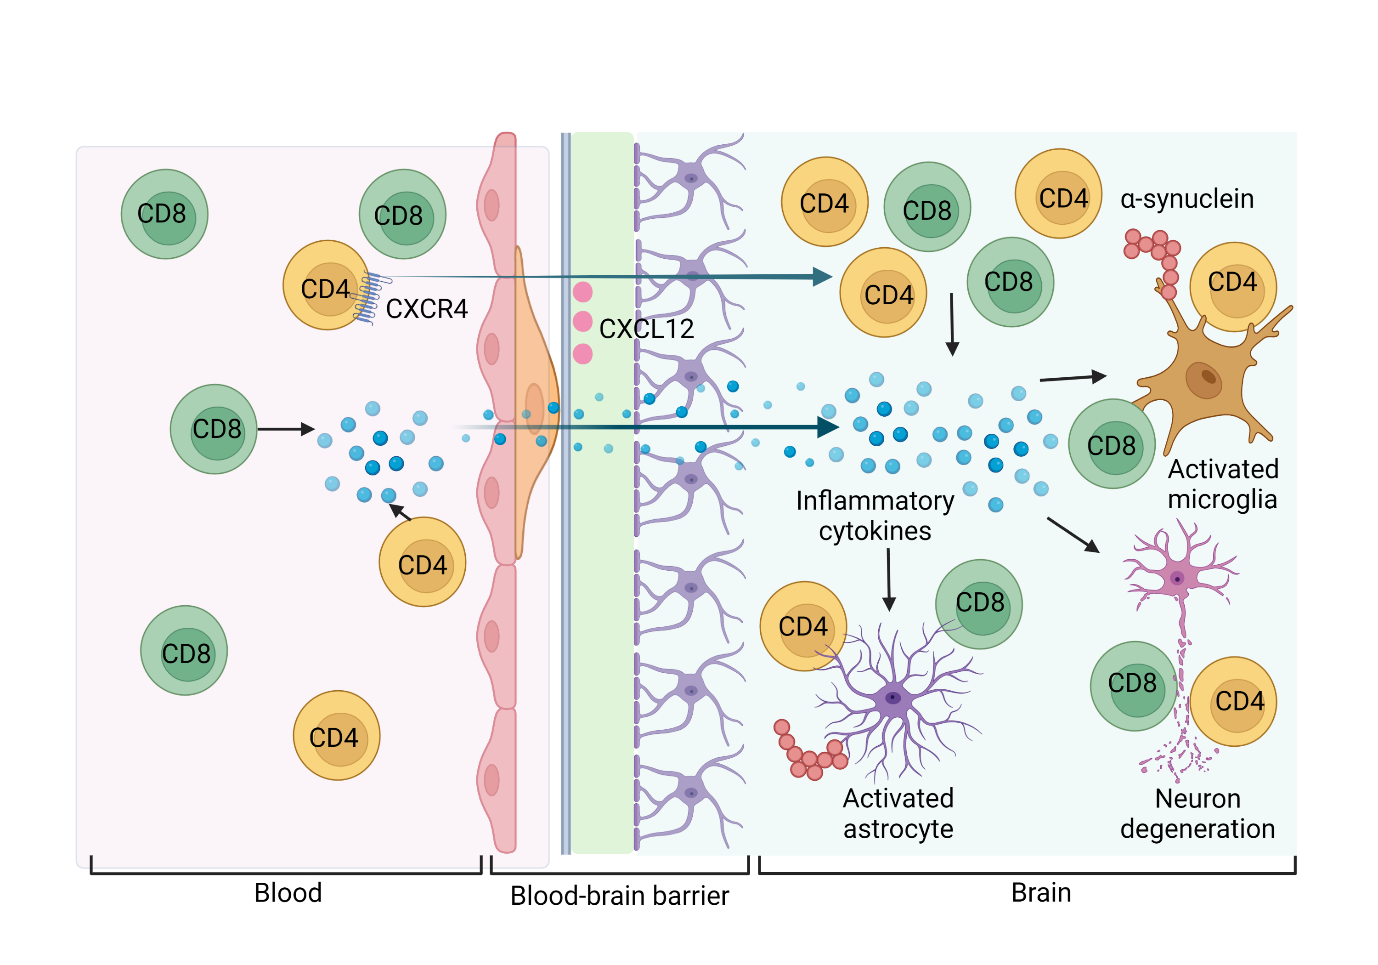 CD8
CD8
CD4
CXCR4
CD8
CD4
CD8
CD4
CXCL12
CD4
CD8
CD4
α-synuclein
CD4
CD8
CD4
CD8
Activated
microglia
Inflammatory
cytokines
CD4
CD8
CD8
CD4
Activated
astrocyte
Neuron
degeneration
Blood
Blood-brain barrier
Brain